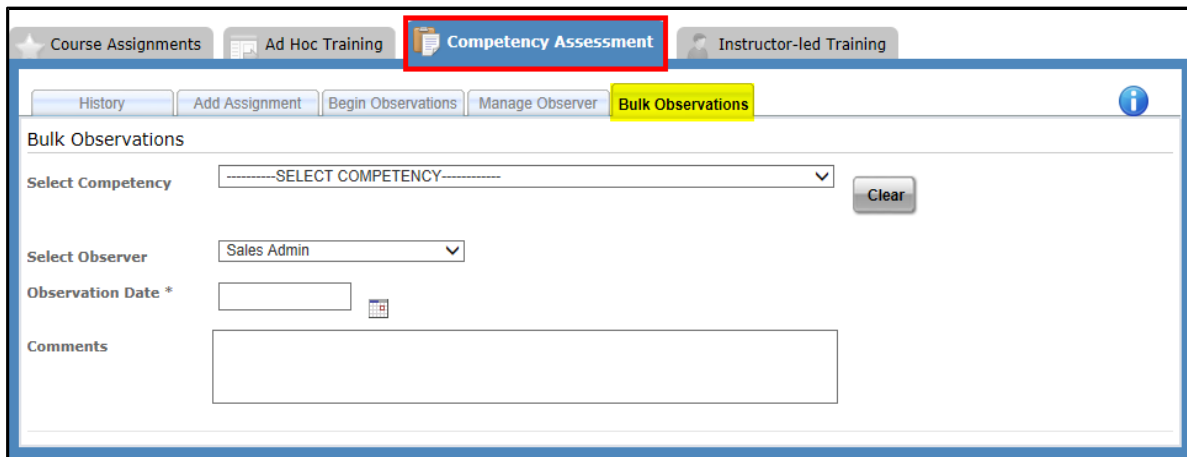 Course Assignments Ad Hoc Training Competency Assessment Instructor-led Training
History Add Assignment Begin Observations Manage Observer Bulk Observations i
Bulk Observations
Select Competency ----------SELECT COMPETENCY------------ Clear
Select Observer Sales Admin
Observation Date *
Comments